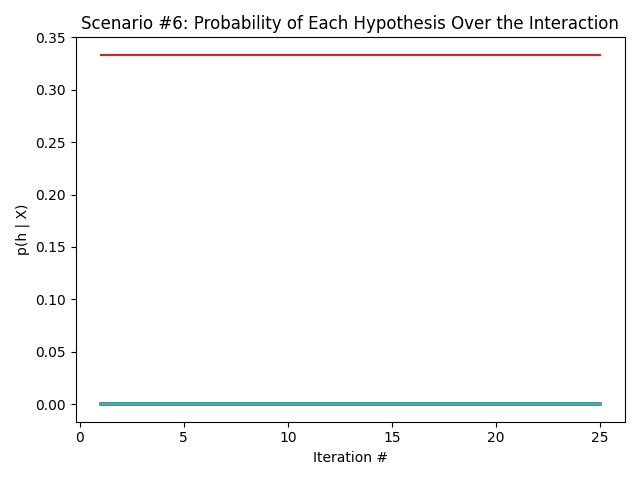 Scenario #6: Probability of Each Hypothesis Over the Interaction
0.35
0.30
0.25
0.20
0.15
0.10
0.05
0.00
p(h | X)
0 5 10 15 20 25
Iteration #